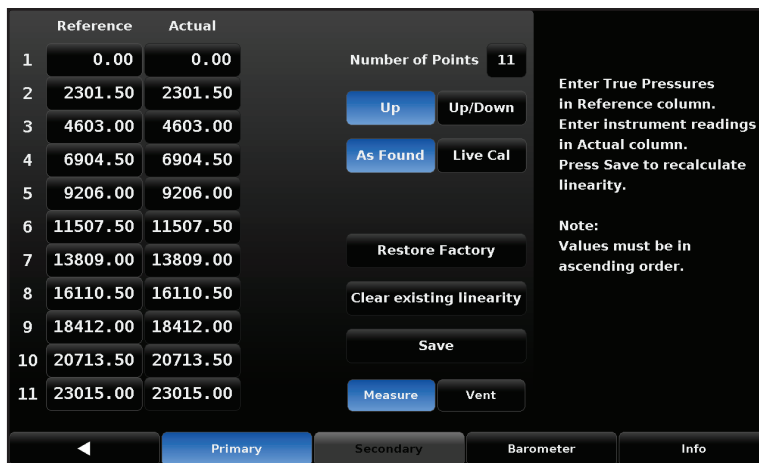 Reference Actual
1 0.00 0.00 Number of Points 11
2 2301.50 2301.50
3 4603.00 4603.00
4 6904.50 6904.50
5 9206.00 9206.00
6 11507.50 11507.50
7 13809.00 13809.00
8 16110.50 16110.50
9 18412.00 18412.00
10 20713.50 20713.50
11 23015.00 23015.00
Up Up/Down
As Found Live Cal
Restore Factory
Clear existing linearity
Save
Measure Vent
Enter True Pressures
in Reference column.
Enter instrument readings
in Actual column.
Press Save to recalculate
linearity.
Note:
Values must be in
ascending order.
Primary Secondary Barometer Info